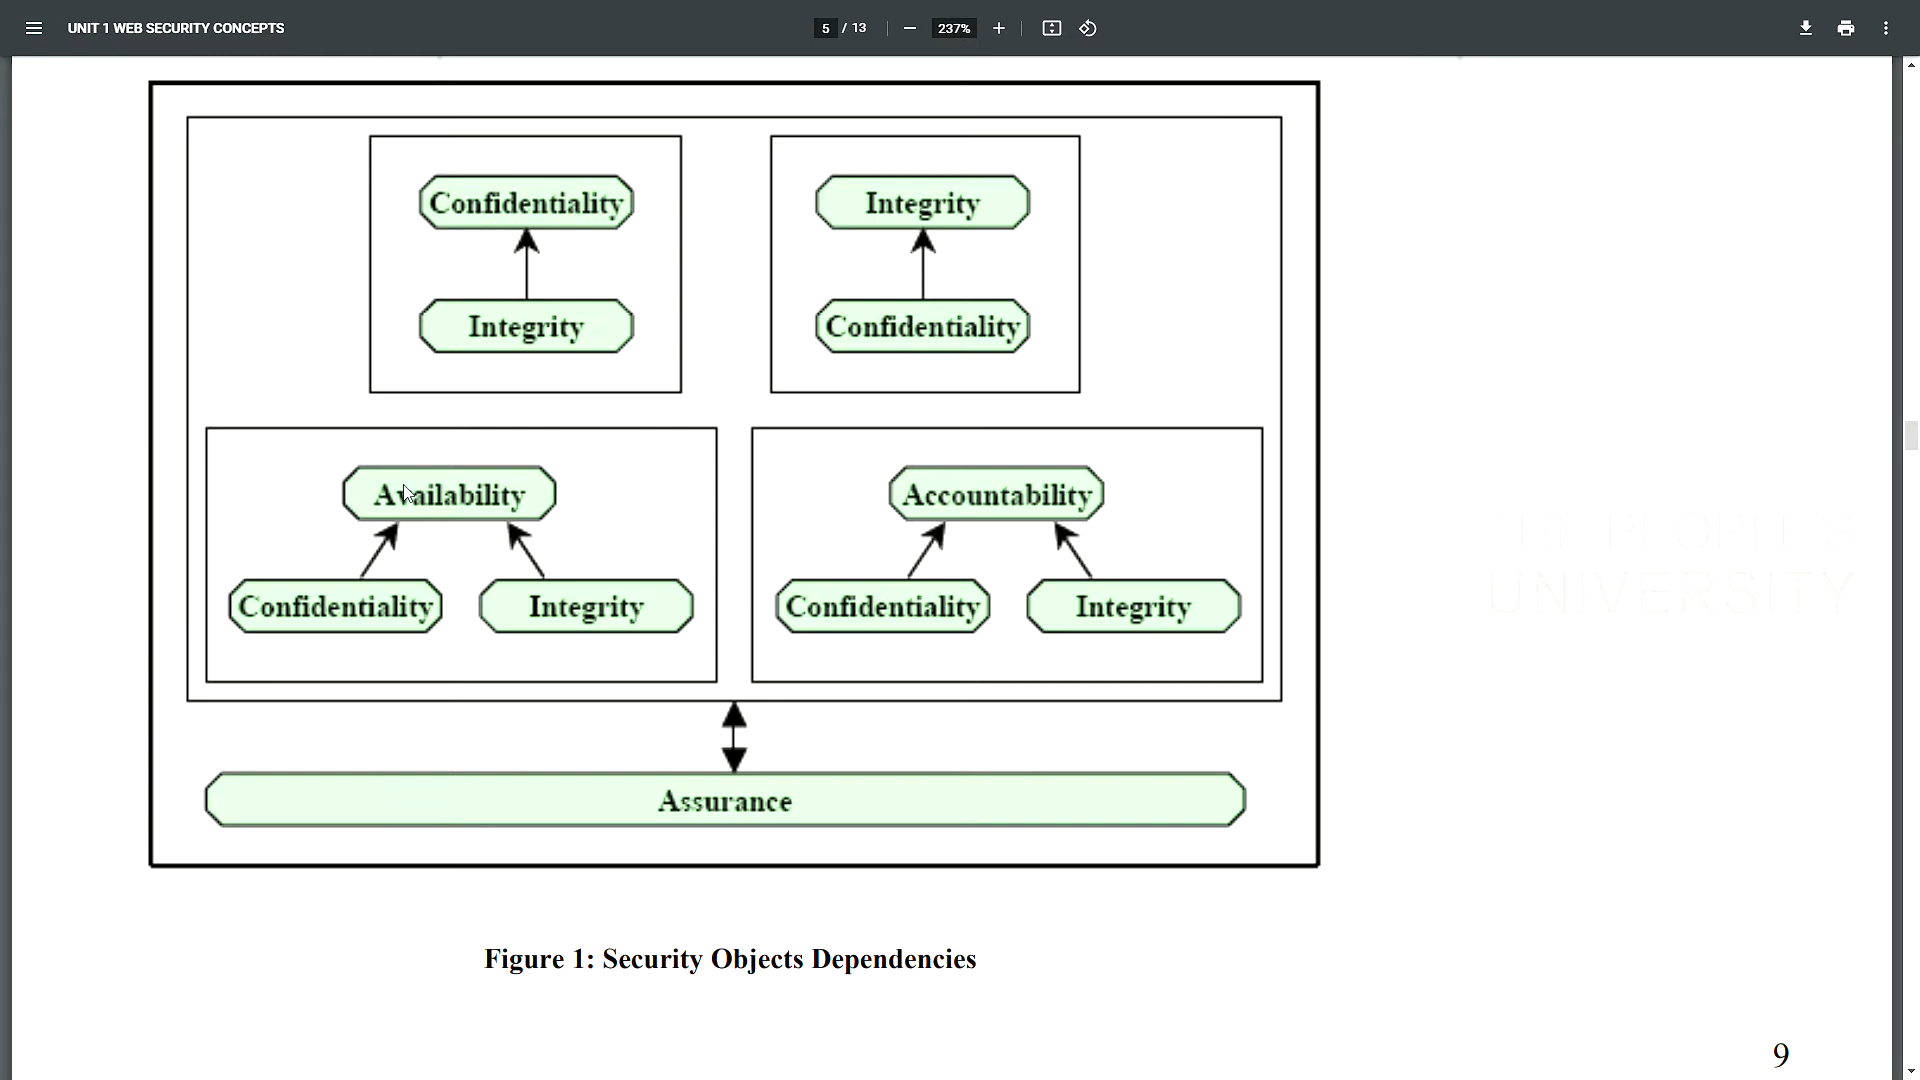 UNIT 1 WEB SECURITY CONCEPTS
5 / 13
237%
Confidentiality
Integrity
Integrity
Confidentiality
Availability
Confidentiality
Integrity
Accountability
Confidentiality
Integrity
Assurance
UNIVERSITY
Figure 1: Security Objects Dependencies
9